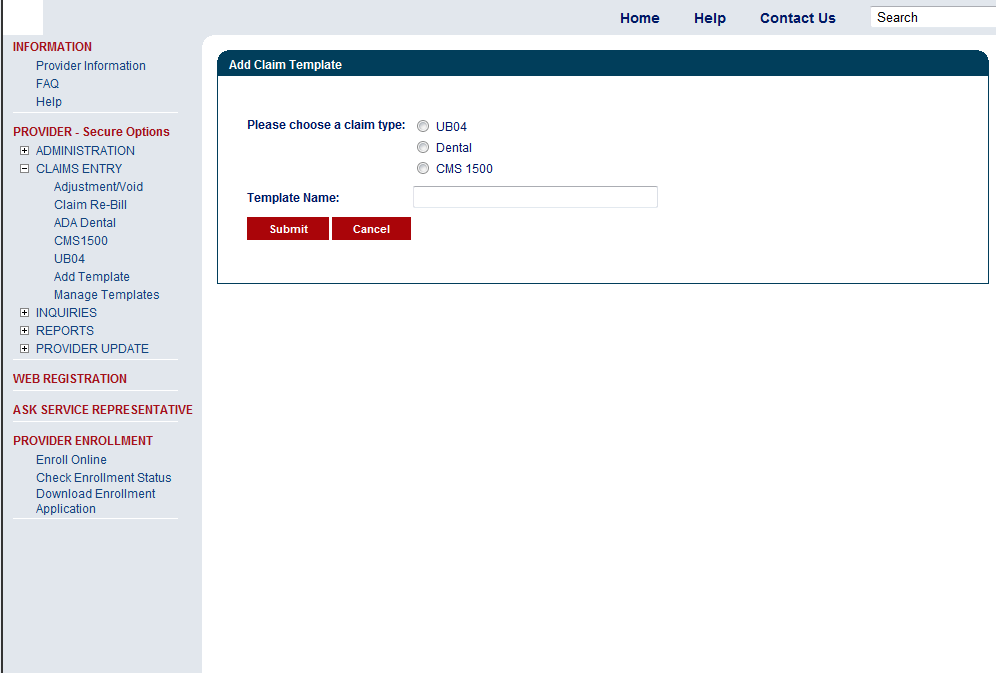 Home Help Contact Us Search
INFORMATION
Provider Information
FAQ
Help
PROVIDER - Secure Options
ADMINISTRATION
CLAIMS ENTRY
Adjustment/Void
Claim Re-Bill
ADA Dental
CMS1500
UB04
Add Template
Manage Templates
INQUIRIES
REPORTS
PROVIDER UPDATE
WEB REGISTRATION
ASK SERVICE REPRESENTATIVE
PROVIDER ENROLLMENT
Enroll Online
Check Enrollment Status
Download Enrollment
Application
Add Claim Template
Please choose a claim type: UB04
Dental
CMS 1500
Template Name:
Submit Cancel